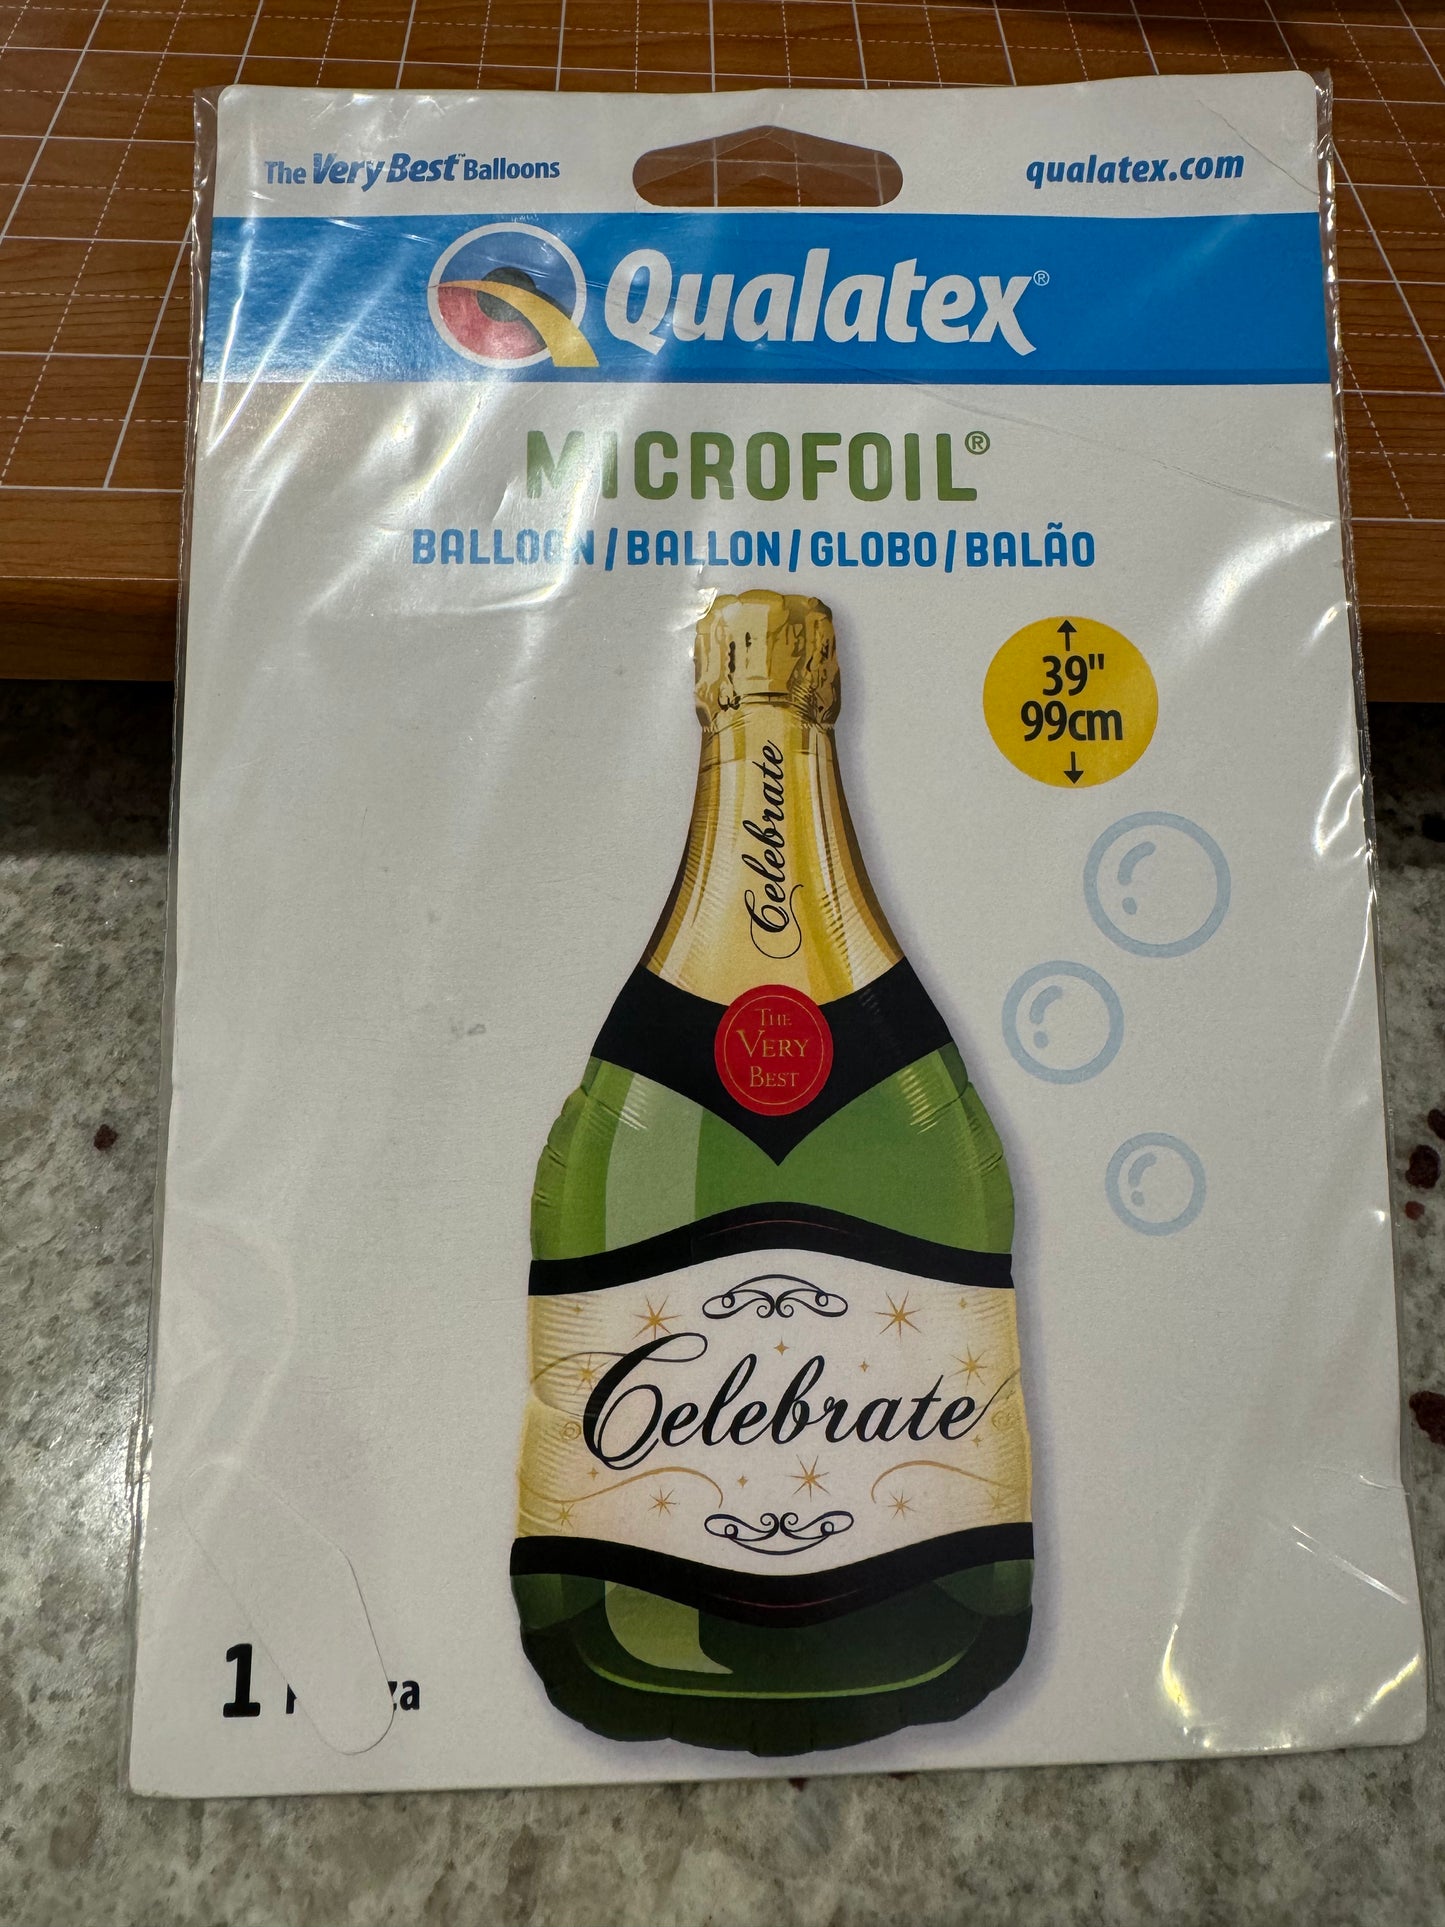 The Very Best™ Balloons
qualatex.com
Qualatex®
MICROFOIL®
BALLOON/BALLON/GLOBO/BALÃO
39"
99cm
Celebrate
THE
VERY
BEST
Celebrate
1